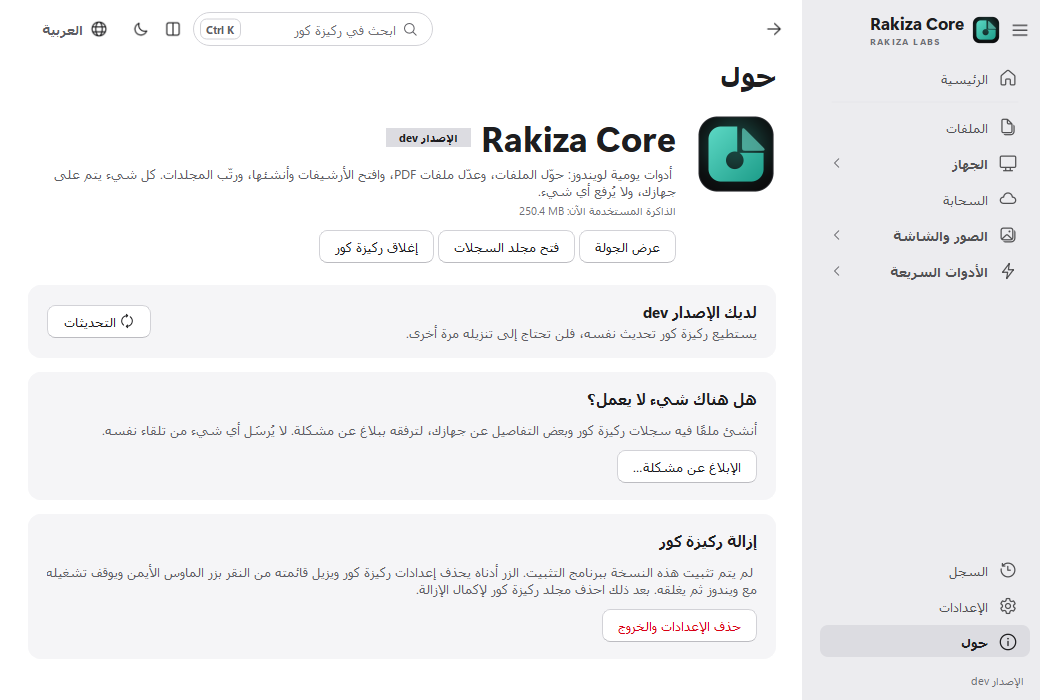 Rakiza Core
RAKIZA LABS
الرئيسية
الملفات
الجهاز
السحابة
الصور والشاشة
الأدوات السريعة
السجل
الإعدادات
حول
الإصدار dev
ابحث في ركيزة كور
Ctrl K
العربية
حول
Rakiza Core
الإصدار dev
أدوات يومية لويندوز: حوّل الملفات، وعدّل ملفات PDF، وافتح الأرشيفات وأنشئها، ورتّب المجلدات. كل شيء يتم على
جهازك، ولا يُرفع أي شيء.
الذاكرة المستخدمة الآن: 250.4 MB
عرض الجولة
فتح مجلد السجلات
إغلاق ركيزة كور
لديك الإصدار dev
يستطيع ركيزة كور تحديث نفسه، فلن تحتاج إلى تنزيله مرة أخرى.
التحديثات
هل هناك شيء لا يعمل؟
أنشئ ملفًا فيه سجلات ركيزة كور وبعض التفاصيل عن جهازك، لترفقه ببلاغ عن مشكلة. لا يُرسَل أي شيء من تلقاء نفسه.
الإبلاغ عن مشكلة...
إزالة ركيزة كور
لم يتم تثبيت هذه النسخة ببرنامج التثبيت. الزر أدناه يحذف إعدادات ركيزة كور ويزيل قائمته من النقر بزر الماوس الأيمن ويوقف تشغيله
مع ويندوز ثم يغلقه. بعد ذلك احذف مجلد ركيزة كور لإكمال الإزالة.
حذف الإعدادات والخروج